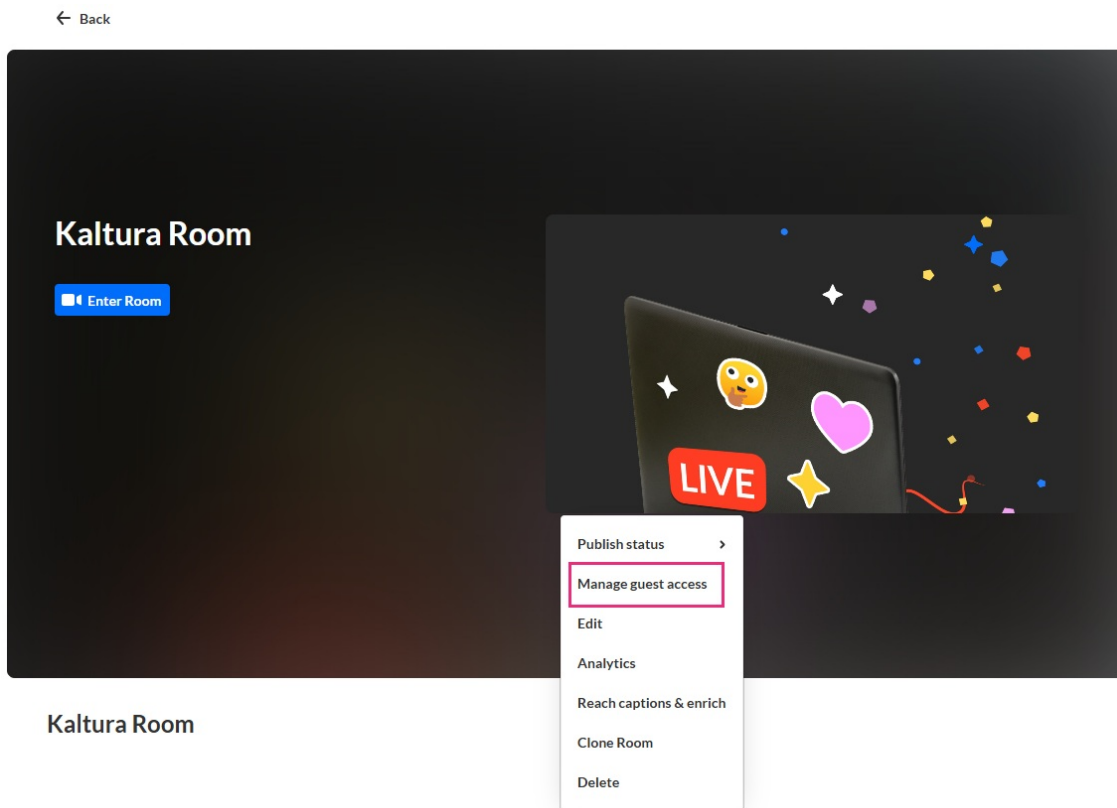 Back
Kaltura Room
Enter Room
LIVE
Publish status
Manage guest access
Edit
Analytics
Reach captions & enrich
Clone Room
Delete
Kaltura Room